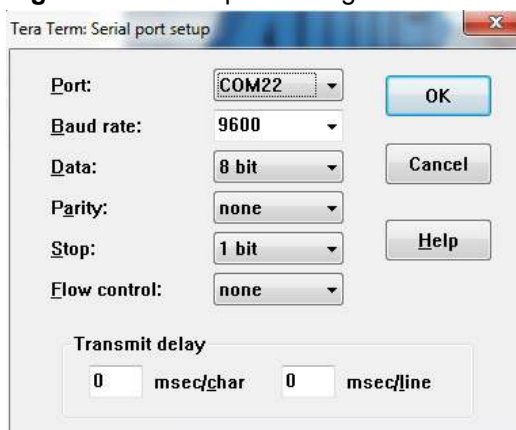 Tera Term: Serial port setup
Port: COM22
OK
Baud rate: 9600
Data: 8 bit
Cancel
Parity: none
Stop: 1 bit
Help
Flow control: none
Transmit delay
0 msec/char 0 msec/line